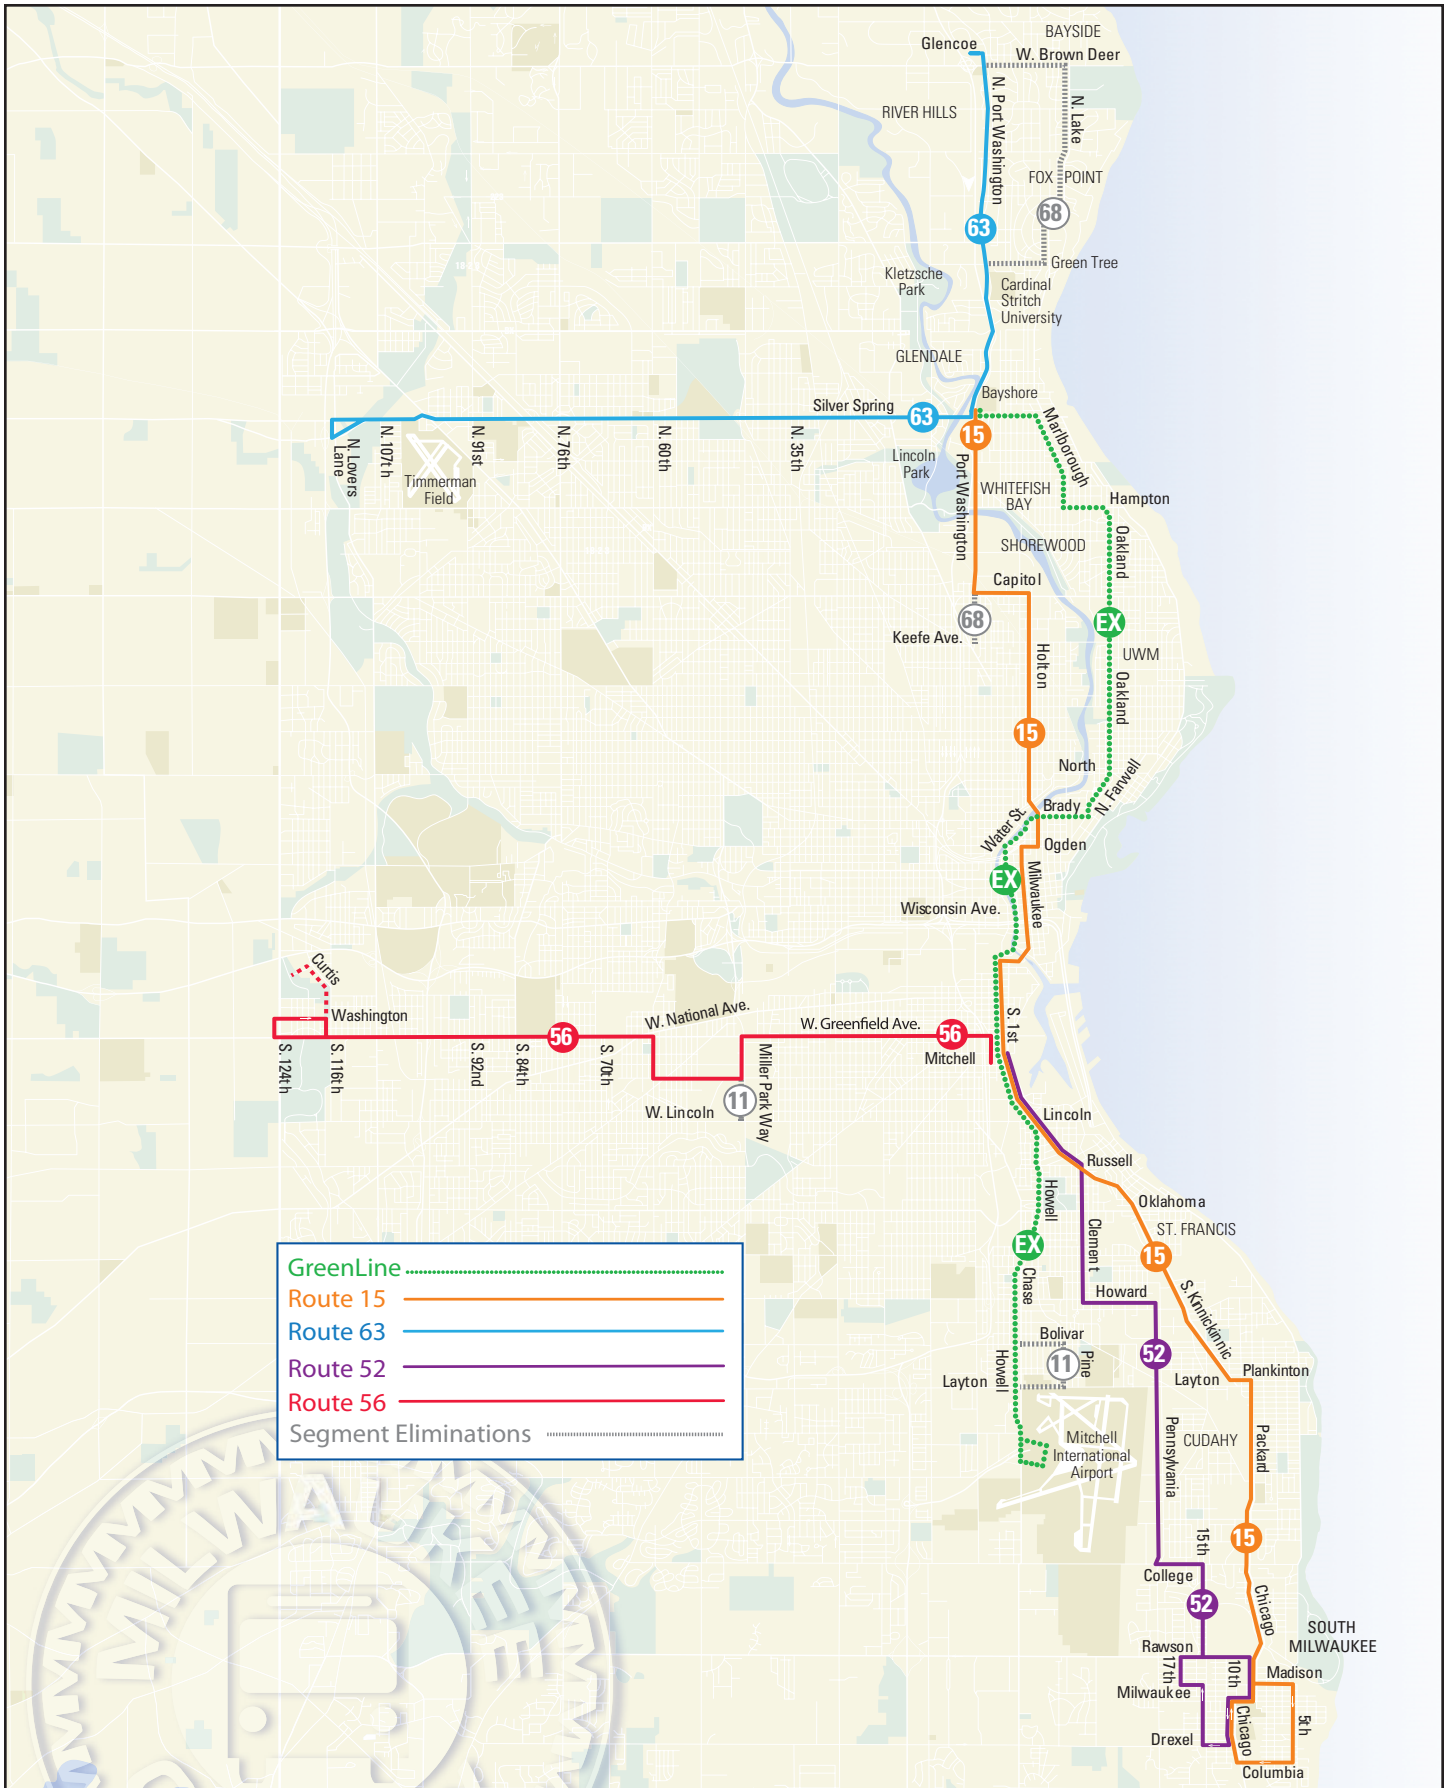 BAYSIDE
Glencoe
W. Brown Deer
N. Port Washington
N. Lake
RIVER HILLS
FOX POINT
68
63
Green Tree
Kletzsche
Park
Cardinal
Stritch
University
GLENDALE
Bayshore
Silver Spring
63
15
Marlborough
N. Lovers
Lane
N. 107th
N. 91st
N. 76th
N. 60th
N. 35th
Timmerman
Field
Lincoln
Park
Port Washington
WHITEFISH
BAY
Hampton
Oakland
SHOREWOOD
Capitol
68
Keefe Ave.
EX
Holton
UWM
Oakland
15
North
N. Farwell
Brady
Water St.
Ogden
EX
Milwaukee
Wisconsin Ave.
Curtis
Washington
W. National Ave.
W. Greenfield Ave.
S. 1st
56
56
Mitchell
S. 124th
S. 116th
S. 92nd
S. 84th
S. 70th
Miller Park Way
11
W. Lincoln
Lincoln
Russell
Howell
Oklahoma
ST. FRANCIS
Clement
EX
15
Chase
S. Kinnickinnic
Howard
Bolivar
11
Pine
52
Howell
Layton
Layton
Plankinton
Pennsylvania
Packard
CUDAHY
Mitchell
International
Airport
GreenLine
Route 15
Route 63
Route 52
Route 56
Segment Eliminations
15th
15
College
Chicago
52
SOUTH
MILWAUKEE
Rawson
17th
10th
Madison
Milwaukee
Chicago
5th
Drexel
Columbia
MILWAUKEE